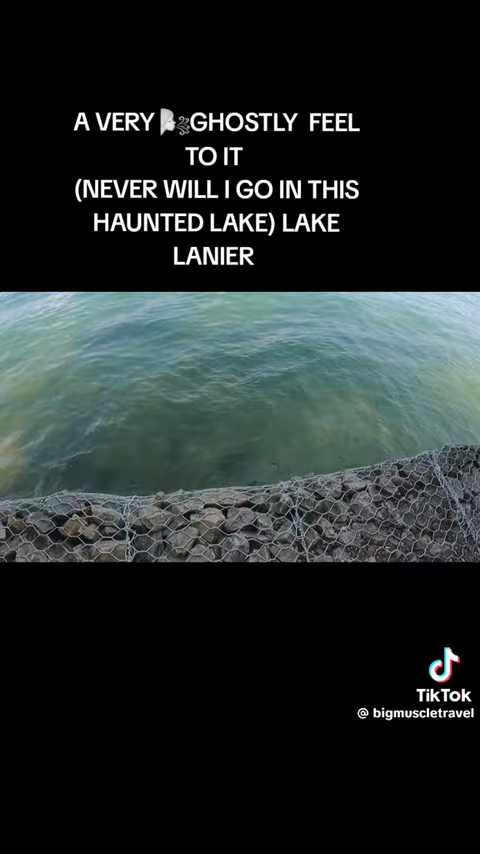 A VERY 🌬GHOSTLY FEEL
TO IT
(NEVER WILL I GO IN THIS
HAUNTED LAKE) LAKE
LANIER
TikTok
@ bigmuscletravel